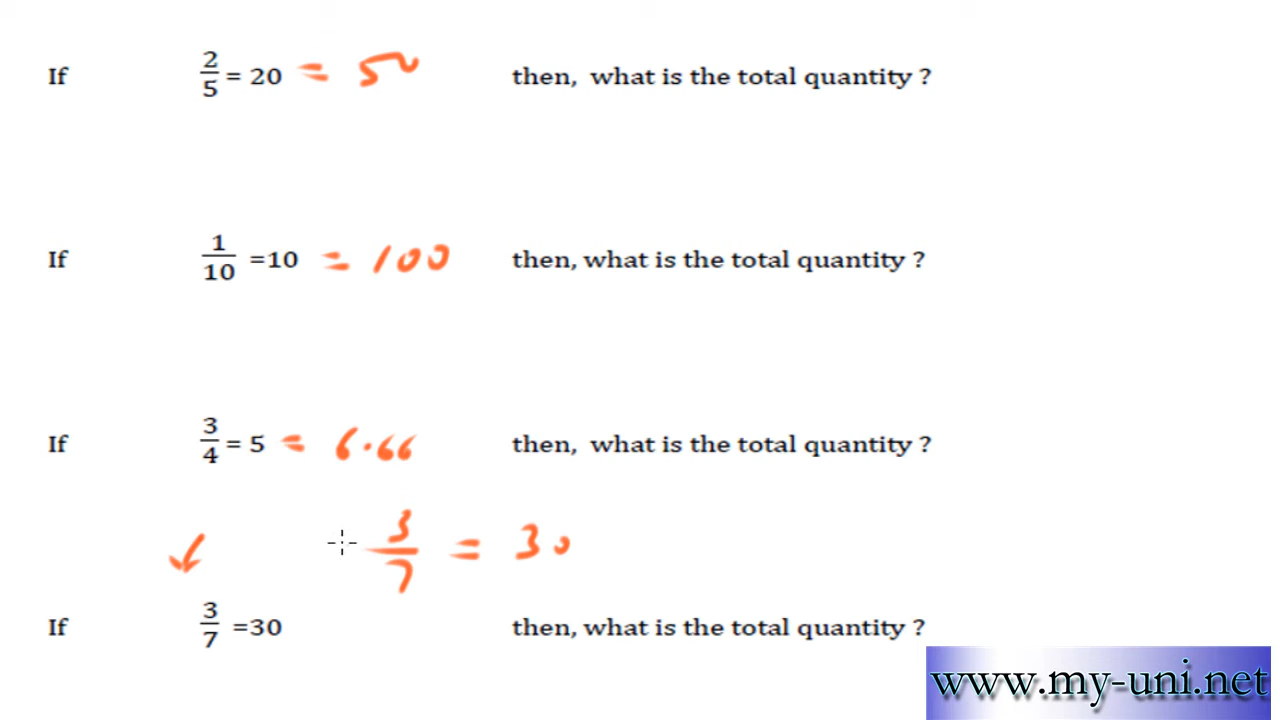 If 2/5 = 20 = 50 then, what is the total quantity ?
If 1/10 =10 = 100 then, what is the total quantity ?
If 3/4 = 5 = 6.66 then, what is the total quantity ?
3/7 = 30
If 3/7 =30 then, what is the total quantity ?
www.my-uni.net